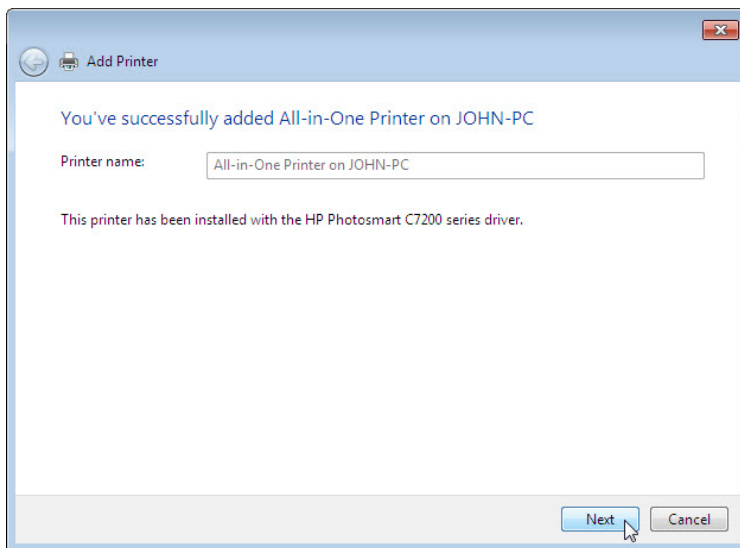 Add Printer
You've successfully added All-in-One Printer on JOHN-PC
Printer name: All-in-One Printer on JOHN-PC
This printer has been installed with the HP Photosmart C7200 series driver.
Next Cancel